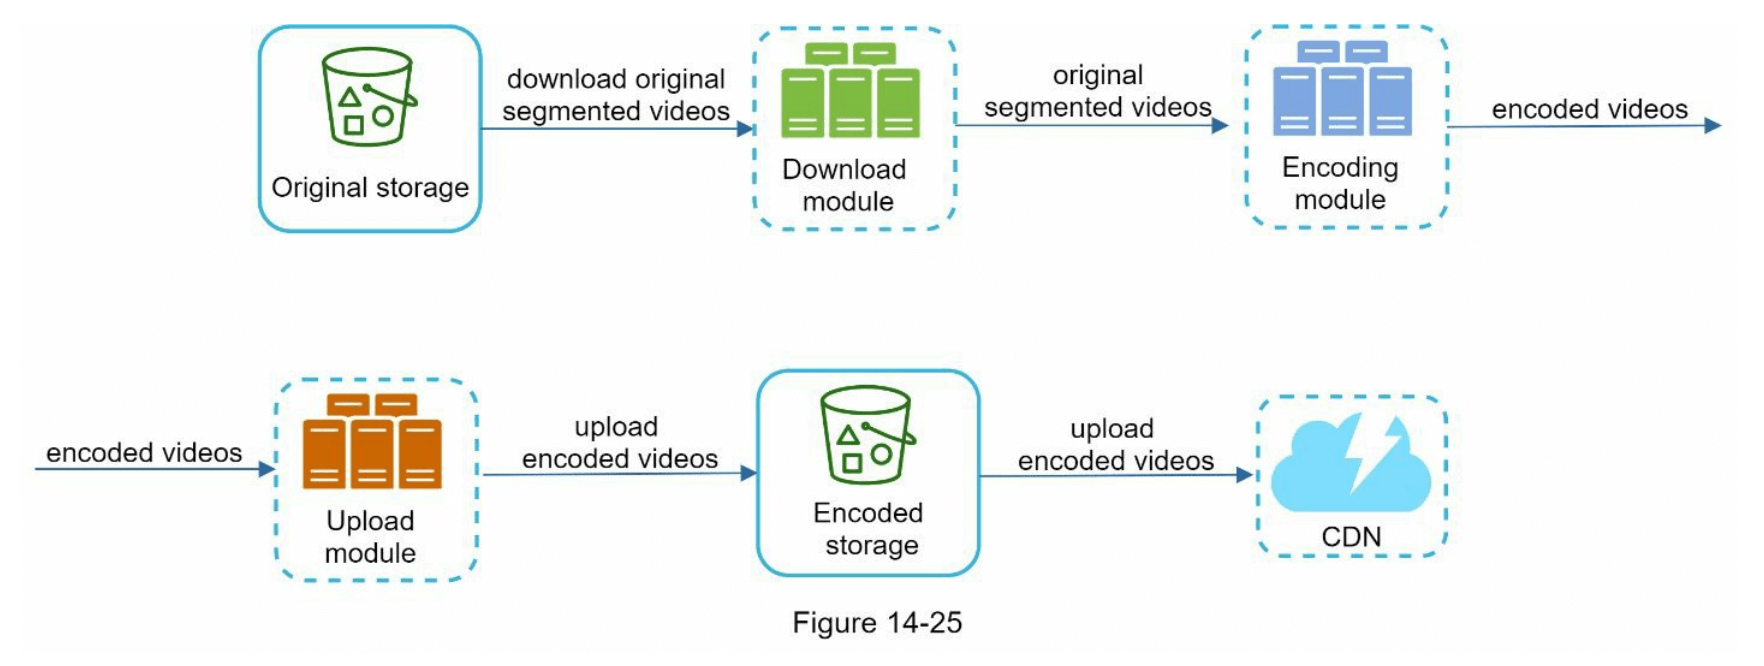 download original
segmented videos
original
segmented videos
encoded videos
Original storage
Download
module
Encoding
module
encoded videos
upload
encoded videos
upload
encoded videos
Upload
module
Encoded
storage
CDN
Figure 14-25